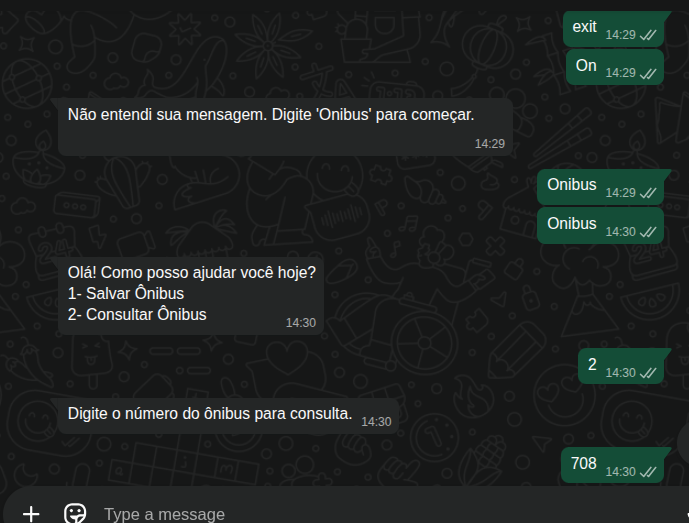 exit 14:29
On 14:29
Não entendi sua mensagem. Digite 'Onibus' para começar.
14:29
Onibus 14:29
Onibus 14:30
Olá! Como posso ajudar você hoje?
1- Salvar Ônibus
2- Consultar Ônibus 14:30
2 14:30
Digite o número do ônibus para consulta. 14:30
708 14:30
Type a message